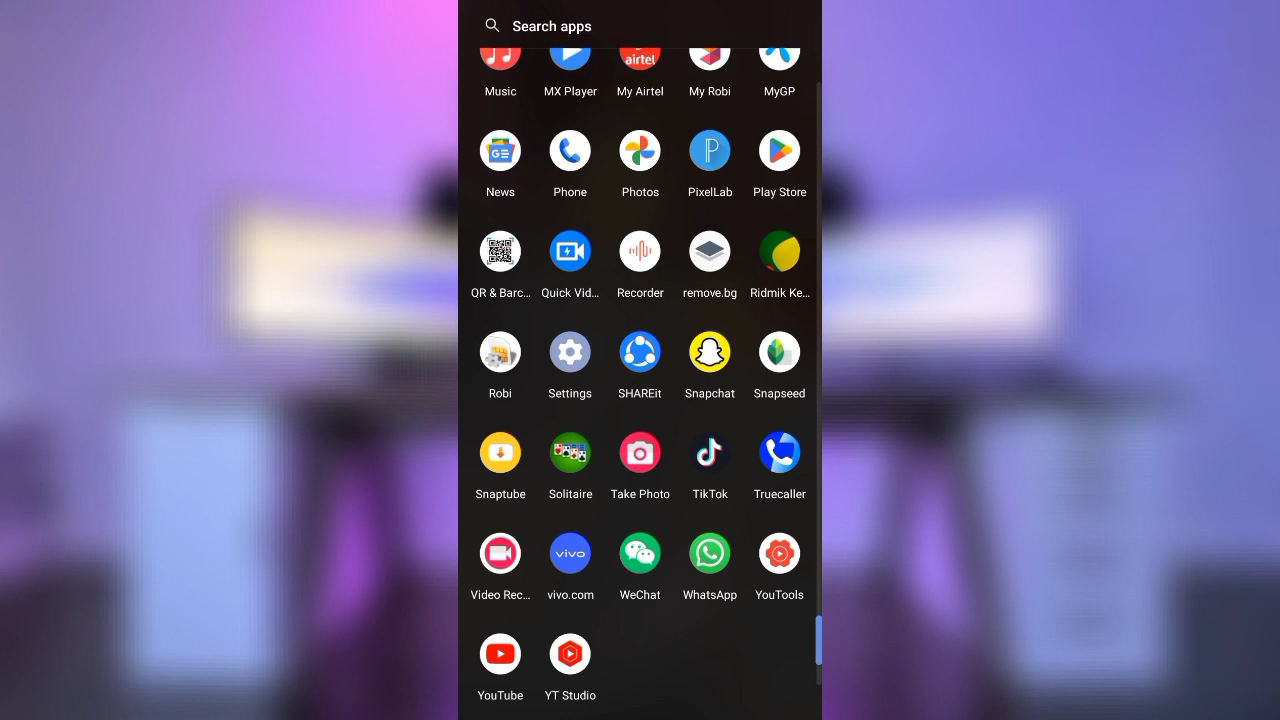 Search apps
airtel
Music MX Player My Airtel My Robi MyGP
GE
P
News Phone Photos PixelLab Play Store
QR & Barc... Quick Vid... Recorder remove.bg Ridmik Ke...
Robi Settings SHAREit Snapchat Snapseed
Snaptube Solitaire Take Photo TikTok Truecaller
vivo
Video Rec... vivo.com WeChat WhatsApp YouTools
YouTube YT Studio